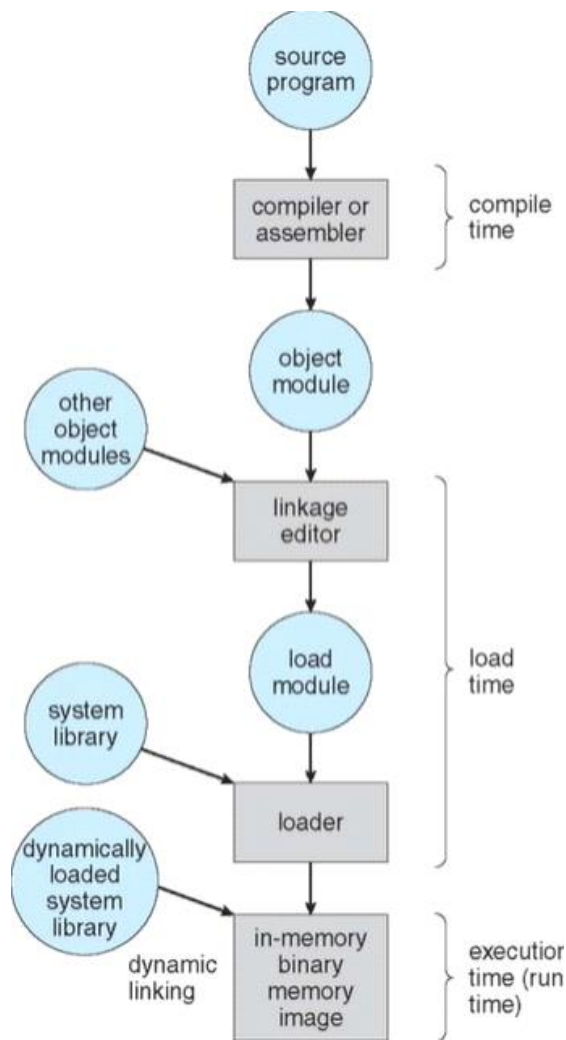 source
program
compiler or
assembler
compile
time
object
module
other
object
modules
linkage
editor
load
module
load
time
system
library
loader
dynamically
loaded
system
library
dynamic
linking
in-memory
binary
memory
image
execution
time (run
time)